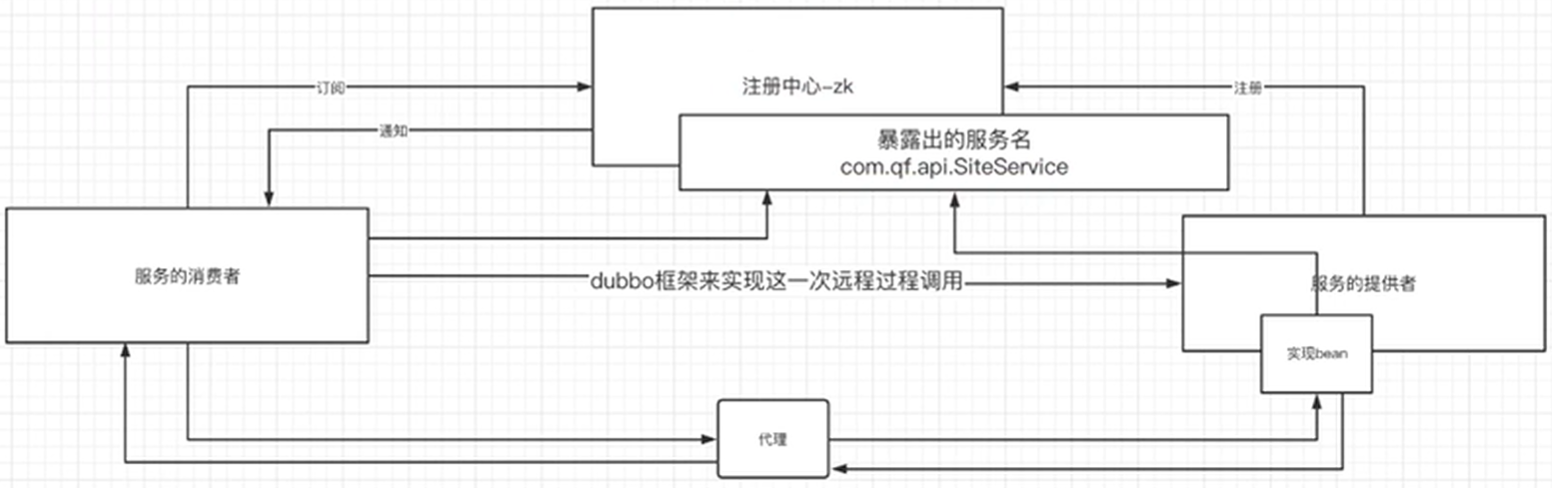 注册中心-zk
订阅
注册
通知
暴露出的服务名
com.qf.api.SiteService
服务的消费者
dubbo框架来实现这一次远程过程调用
服务的提供者
实现bean
代理